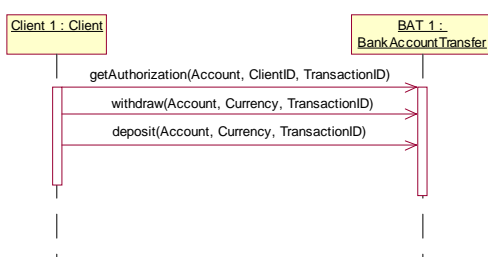 Client 1 : Client
BAT 1 :
BankAccountTransfer
getAuthorization(Account, ClientID, TransactionID)
withdraw(Account, Currency, TransactionID)
deposit(Account, Currency, TransactionID)